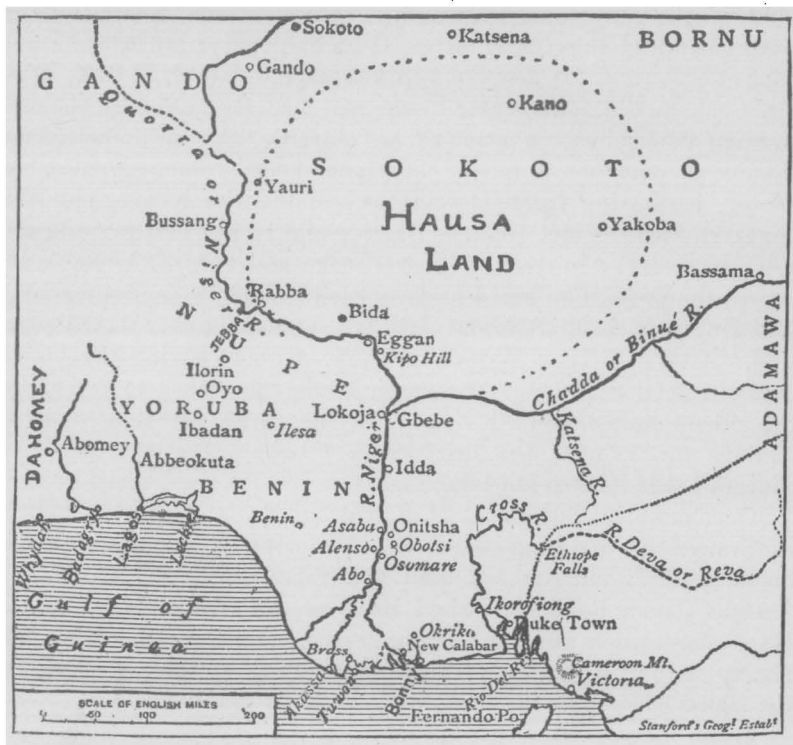 Sokoto
Katsena
BORNU
Gando
GANDO
Kano
Quorra or Niger R.
SOKOTO
Yauri
Bussang
HAUSA
LAND
Yakoba
Bassama
Rabba
Bida
JEBBA
NUPE
Eggan
Kipo Hill
Chadda or Binué R.
ADAMAWA
Ilorin
Oyo
YORUBA
Lokoja
Gbebe
Ibadan
Ilesa
DAHOMEY
Abomey
Abbeokuta
R. Niger
Idda
Katsena R.
BENIN
Benin
Asaba
Onitsha
Alenso
Obotsi
Osumare
Abo
Cross R.
Ethiope
Falls
R. Deva or Reva
Whydah
Badagry
Lagos
Lecke
Gulf of
Guinea
Ikorofiong
Duke Town
Okrika
New Calabar
Brass
Akassa
Tuwon
Bonny
Rio Del Rey
Cameroon Mt.
Victoria
Fernando Po
SCALE OF ENGLISH MILES
50 100 200
Stanford's Geogl. Estabt.